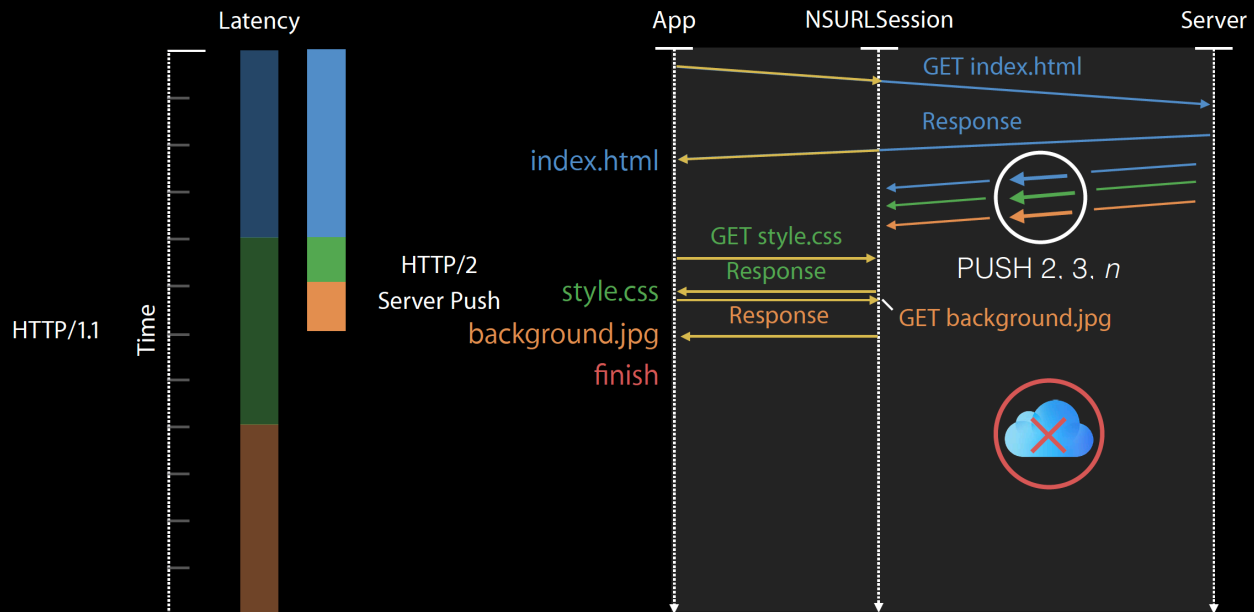 Latency
App
NSURLSession
Server
GET index.html
Response
index.html
GET style.css
PUSH 2, 3, n
HTTP/2
Server Push
Response
style.css
HTTP/1.1
Time
background.jpg
Response
GET background.jpg
finish